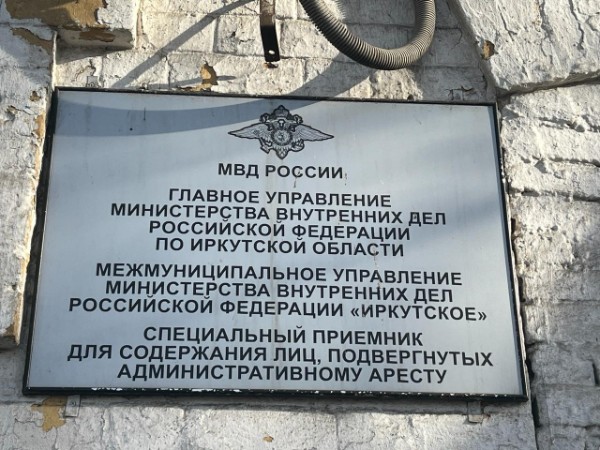 МВД РОССИИ
ГЛАВНОЕ УПРАВЛЕНИЕ
МИНИСТЕРСТВА ВНУТРЕННИХ ДЕЛ
РОССИЙСКОЙ ФЕДЕРАЦИИ
ПО ИРКУТСКОЙ ОБЛАСТИ
МЕЖМУНИЦИПАЛЬНОЕ УПРАВЛЕНИЕ
МИНИСТЕРСТВА ВНУТРЕННИХ ДЕЛ
РОССИЙСКОЙ ФЕДЕРАЦИИ «ИРКУТСКОЕ»
СПЕЦИАЛЬНЫЙ ПРИЕМНИК
ДЛЯ СОДЕРЖАНИЯ ЛИЦ, ПОДВЕРГНУТЫХ
АДМИНИСТРАТИВНОМУ АРЕСТУ